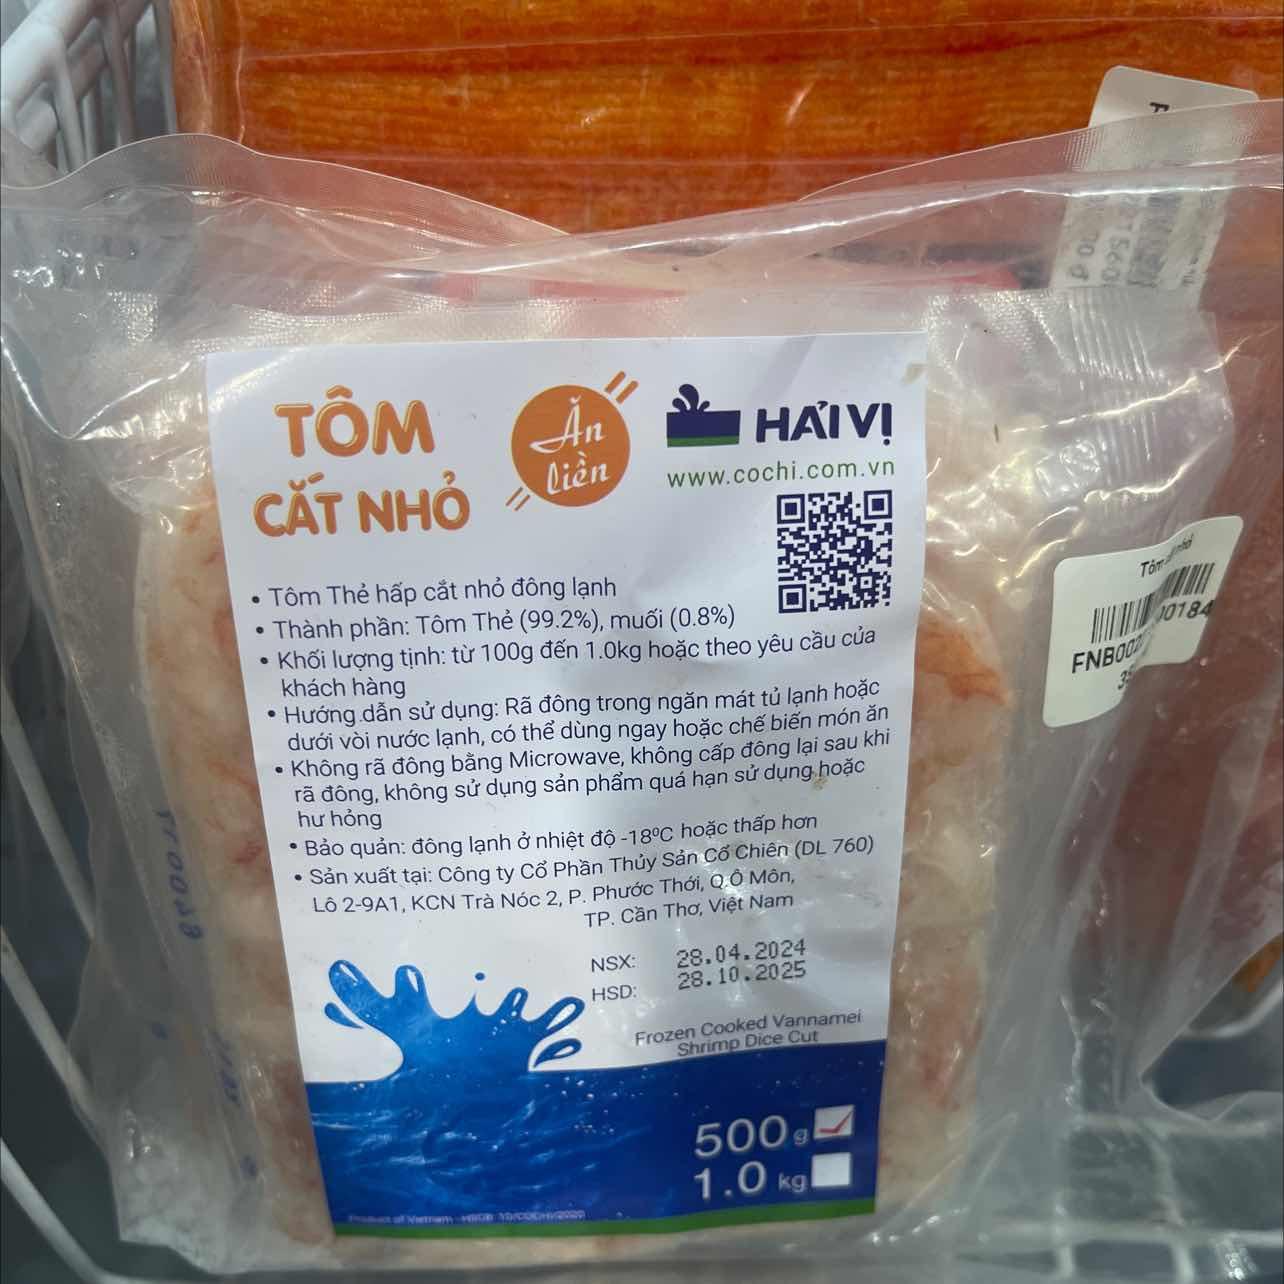 TÔM
CẮT NHỎ
Ăn
liền
HẢI VỊ
www.cochi.com.vn
• Tôm Thẻ hấp cắt nhỏ đông lạnh
• Thành phần: Tôm Thẻ (99.2%), muối (0.8%)
• Khối lượng tịnh: từ 100g đến 1.0kg hoặc theo yêu cầu của
khách hàng
• Hướng dẫn sử dụng: Rã đông trong ngăn mát tủ lạnh hoặc
dưới vòi nước lạnh, có thể dùng ngay hoặc chế biến món ăn
• Không rã đông bằng Microwave, không cấp đông lại sau khi
rã đông, không sử dụng sản phẩm quá hạn sử dụng hoặc
hư hỏng
• Bảo quản: đông lạnh ở nhiệt độ -18ºC hoặc thấp hơn
• Sản xuất tại: Công ty Cổ Phần Thủy Sản Cổ Chiên (DL 760)
Lô 2-9A1, KCN Trà Nóc 2, P. Phước Thới, Q.Ô Môn,
TP. Cần Thơ, Việt Nam
NSX: 28.04.2024
HSD: 28.10.2025
Frozen Cooked Vannamei
Shrimp Dice Cut
500g
1.0 kg
Product of Vietnam
Tôm nhỏ